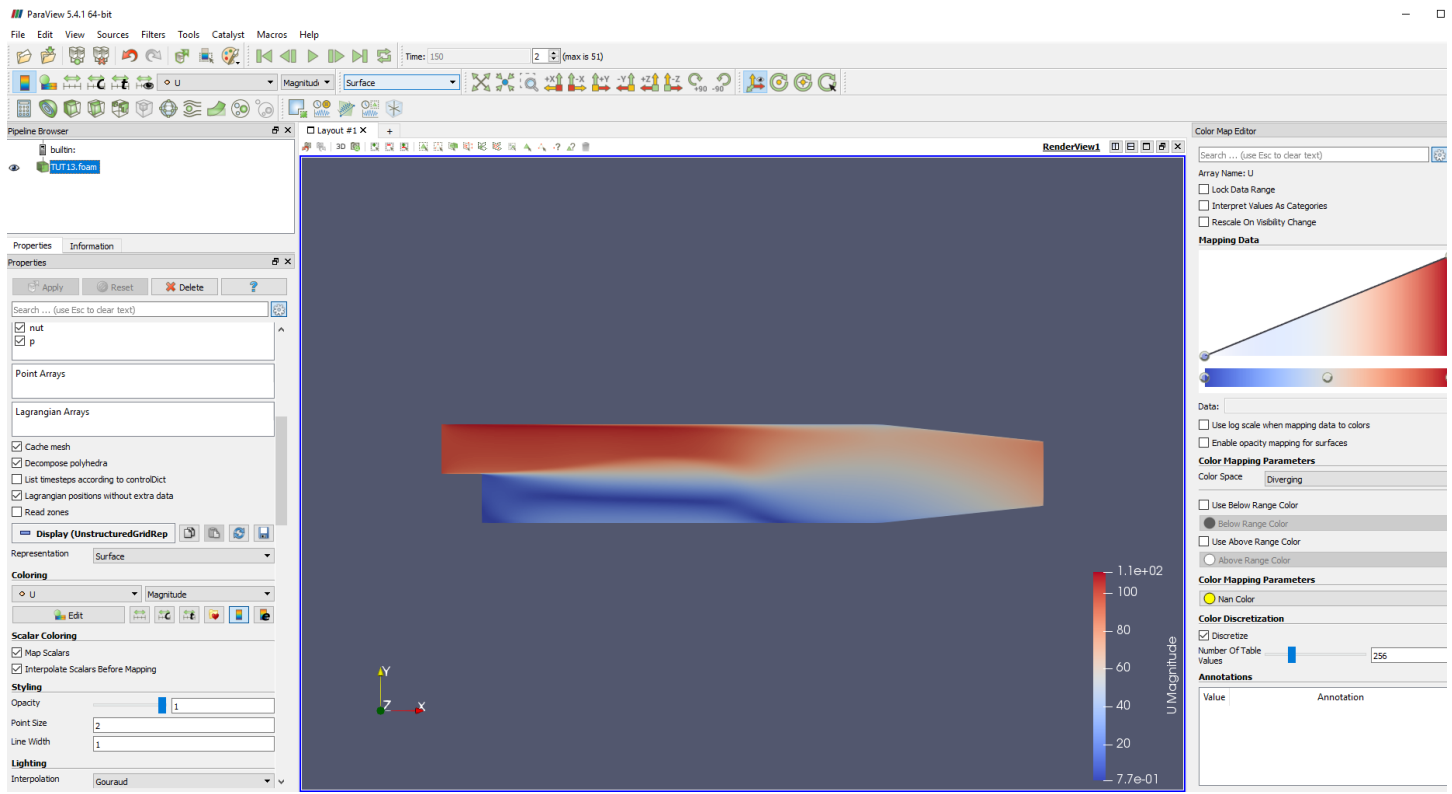 ParaView 5.4.1 64-bit
File Edit View Sources Filters Tools Catalyst Macros Help
Time: 150 2 (max is 51)
U Magnitud Surface
+X -X +Y -Y +Z -Z +90 -90
Pipeline Browser
builtin:
TUT13.foam
Properties Information
Properties
Apply Reset Delete ?
Search ... (use Esc to clear text)
nut
p
Point Arrays
Lagrangian Arrays
Cache mesh
Decompose polyhedra
List timesteps according to controlDict
Lagrangian positions without extra data
Read zones
Display (UnstructuredGridRep
Representation Surface
Coloring
U Magnitude
Edit
Scalar Coloring
Map Scalars
Interpolate Scalars Before Mapping
Styling
Opacity 1
Point Size 2
Line Width 1
Lighting
Interpolation Gouraud
Layout #1 +
3D RenderView1
Y
Z X
1.1e+02
100
80
60
40
20
7.7e-01
U Magnitude
Color Map Editor
Search ... (use Esc to clear text)
Array Name: U
Lock Data Range
Interpret Values As Categories
Rescale On Visibility Change
Mapping Data
Data:
Use log scale when mapping data to colors
Enable opacity mapping for surfaces
Color Mapping Parameters
Color Space Diverging
Use Below Range Color
Below Range Color
Use Above Range Color
Above Range Color
Color Mapping Parameters
Nan Color
Color Discretization
Discretize
Number Of Table
Values 256
Annotations
Value Annotation